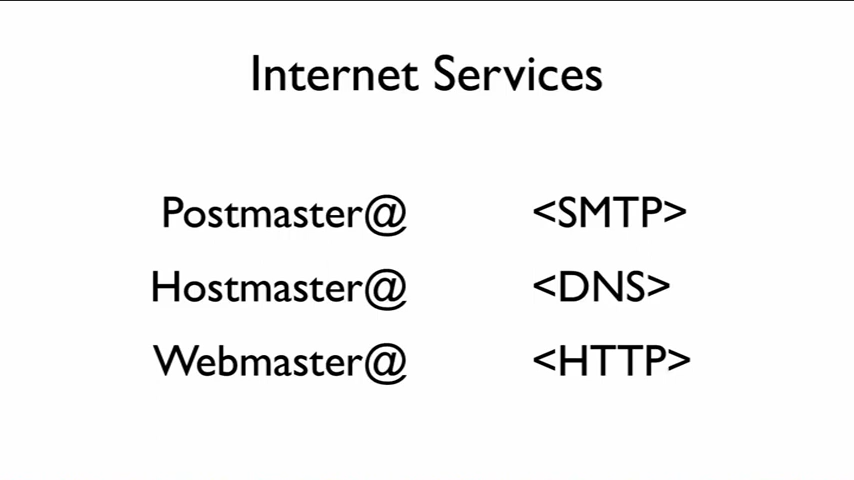 Internet Services
Postmaster@ <SMTP>
Hostmaster@ <DNS>
Webmaster@ <HTTP>